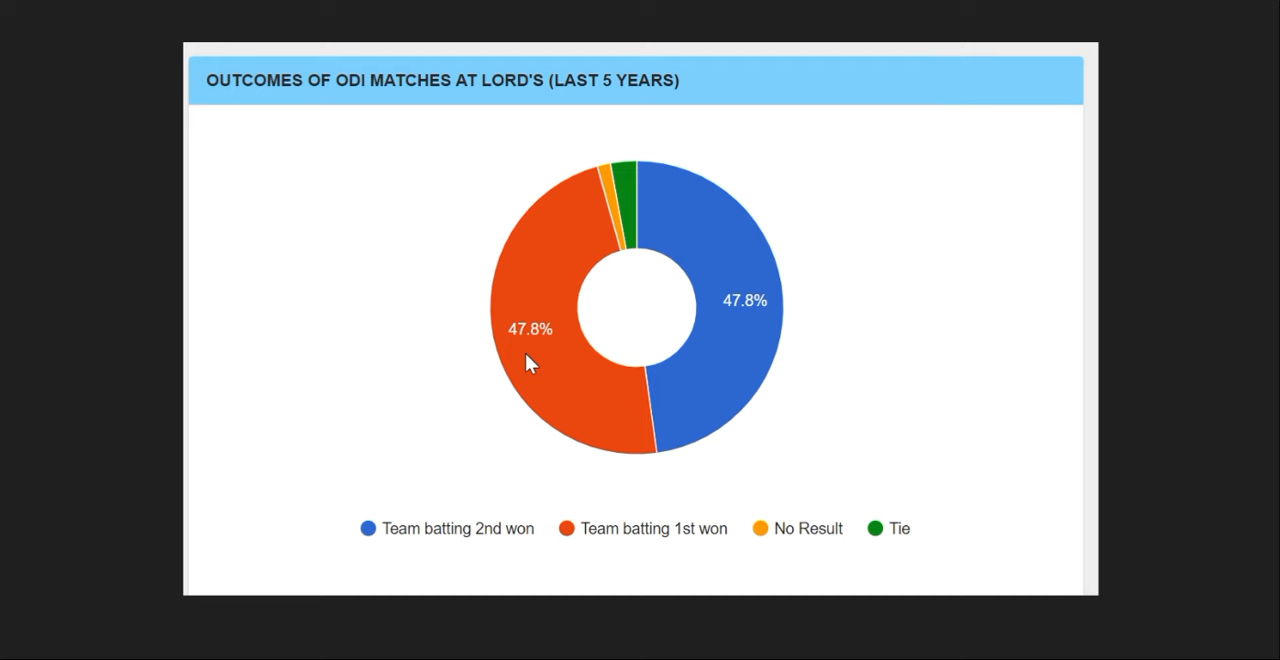 OUTCOMES OF ODI MATCHES AT LORD'S (LAST 5 YEARS)
47.8%
47.8%
Team batting 2nd won Team batting 1st won No Result Tie